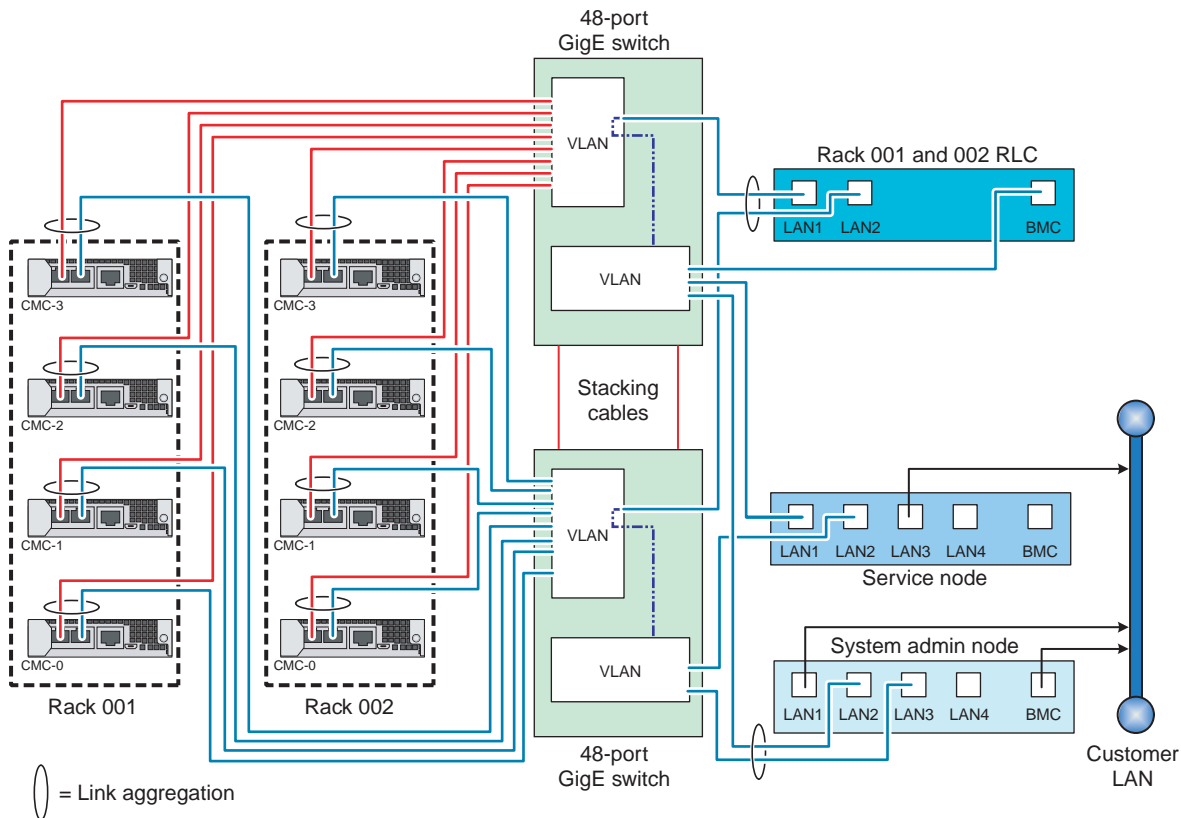 48-port
GigE switch
VLAN
VLAN
Rack 001 and 002 RLC
LAN1
LAN2
BMC
CMC-3
CMC-2
CMC-1
CMC-0
Rack 001
CMC-3
CMC-2
CMC-1
CMC-0
Rack 002
Stacking
cables
VLAN
VLAN
48-port
GigE switch
LAN1
LAN2
LAN3
LAN4
BMC
Service node
System admin node
LAN1
LAN2
LAN3
LAN4
BMC
Customer
LAN
= Link aggregation